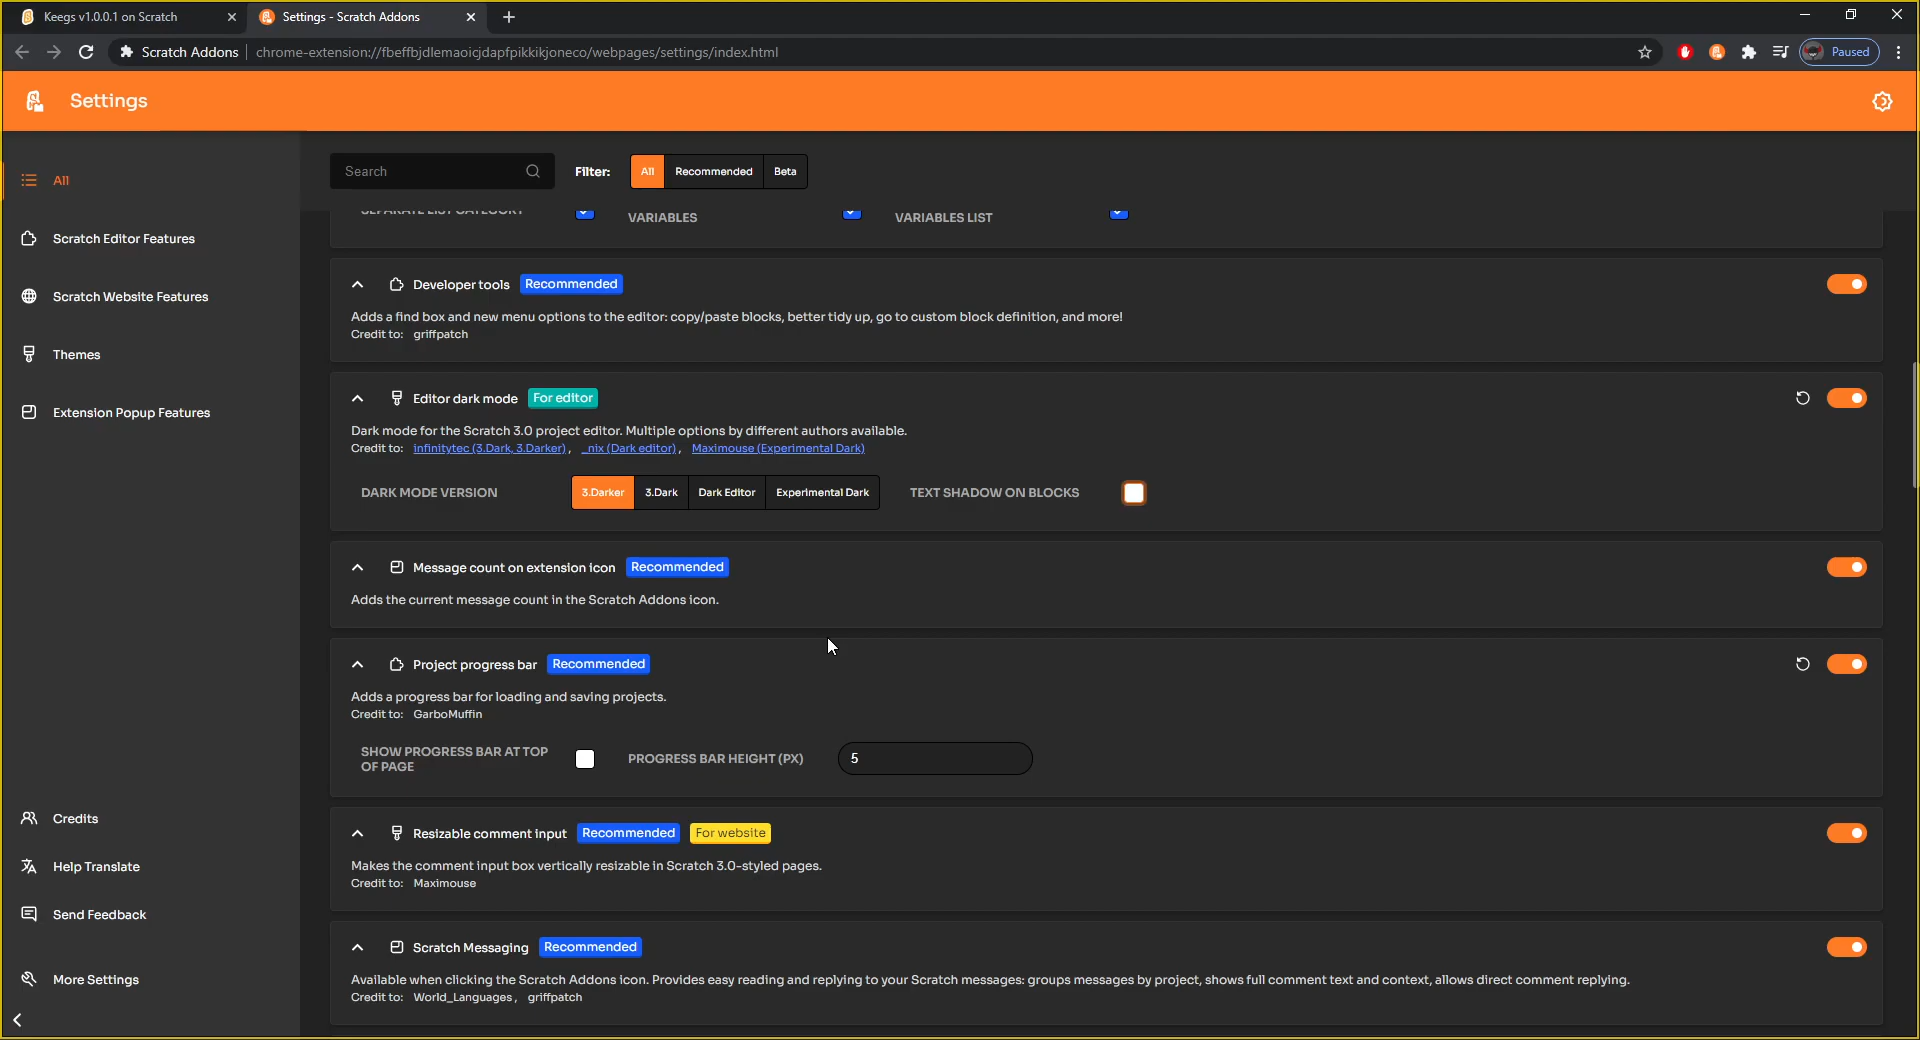 Keegs v1.0.0.1 on Scratch
Settings - Scratch Addons
Scratch Addons
chrome-extension://fbeffbjdlemaoicjdapfpikkikjoneco/webpages/settings/index.html
Paused
Settings
All
Scratch Editor Features
Scratch Website Features
Themes
Extension Popup Features
Credits
Help Translate
Send Feedback
More Settings
Search
Filter:
All
Recommended
Beta
SEPARATE LIST CATEGORY
VARIABLES
VARIABLES LIST
Developer tools Recommended
Adds a find box and new menu options to the editor: copy/paste blocks, better tidy up, go to custom block definition, and more!
Credit to: griffpatch
Editor dark mode For editor
Dark mode for the Scratch 3.0 project editor. Multiple options by different authors available.
Credit to: infinitytec (3.Dark, 3.Darker), _nix (Dark editor), Maximouse (Experimental Dark)
DARK MODE VERSION
3.Darker
3.Dark
Dark Editor
Experimental Dark
TEXT SHADOW ON BLOCKS
Message count on extension icon Recommended
Adds the current message count in the Scratch Addons icon.
Project progress bar Recommended
Adds a progress bar for loading and saving projects.
Credit to: GarboMuffin
SHOW PROGRESS BAR AT TOP
OF PAGE
PROGRESS BAR HEIGHT (PX)
5
Resizable comment input Recommended For website
Makes the comment input box vertically resizable in Scratch 3.0-styled pages.
Credit to: Maximouse
Scratch Messaging Recommended
Available when clicking the Scratch Addons icon. Provides easy reading and replying to your Scratch messages: groups messages by project, shows full comment text and context, allows direct comment replying.
Credit to: World_Languages, griffpatch